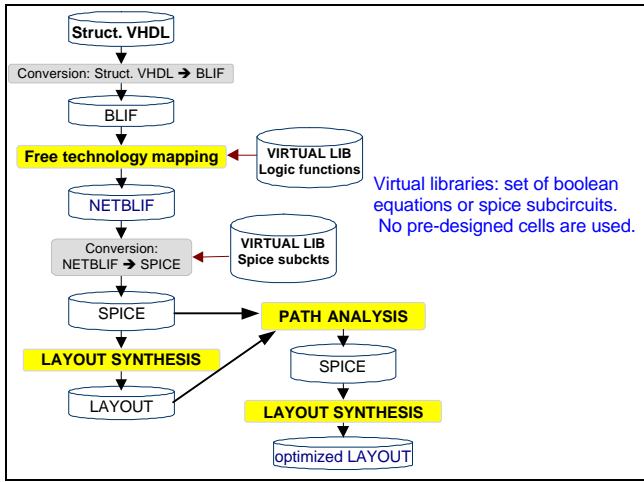 Struct. VHDL
Conversion: Struct. VHDL ➔ BLIF
BLIF
Free technology mapping
VIRTUAL LIB
Logic functions
Virtual libraries: set of boolean
equations or spice subcircuits.
No pre-designed cells are used.
NETBLIF
Conversion:
NETBLIF ➔ SPICE
VIRTUAL LIB
Spice subckts
SPICE
PATH ANALYSIS
LAYOUT SYNTHESIS
SPICE
LAYOUT
LAYOUT SYNTHESIS
optimized LAYOUT